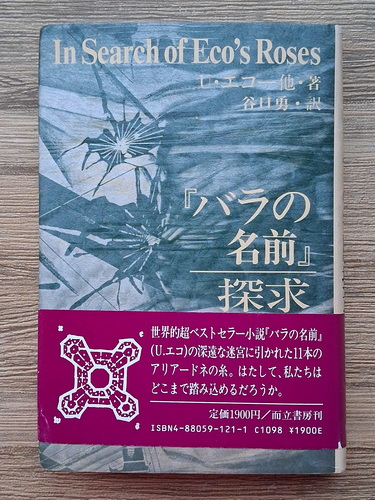 In Search of Eco's Roses
U・エコ 他・著
谷口勇・訳
『バラの
名前』
探求
世界的超ベストセラー小説『バラの名前』
(U.エコ)の深遠な迷宮に引かれた11本の
アリアードネの糸。はたして、私たちは
どこまで踏み込めるだろうか。
定価1900円／而立書房刊
ISBN4-88059-121-1 C1098 ¥1900E